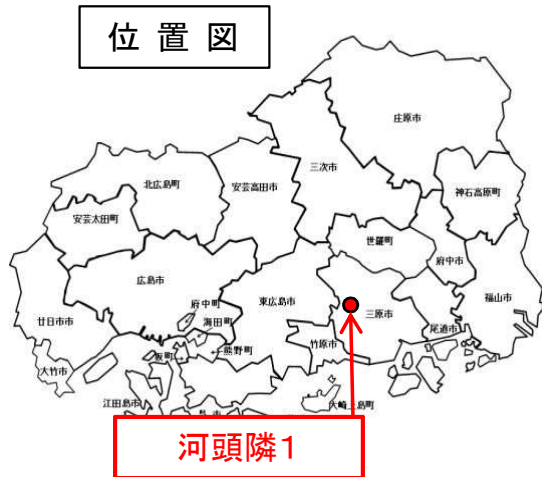 位置図
庄原市
三次市
北広島町
安芸高田市
神石高原町
安芸太田町
世羅町
府中市
広島市
東広島市
三原市
福山市
府中町
海田町
廿日市市
尾道市
竹原市
坂町
熊野町
大竹市
江田島市
大崎上島町
河頭隣1